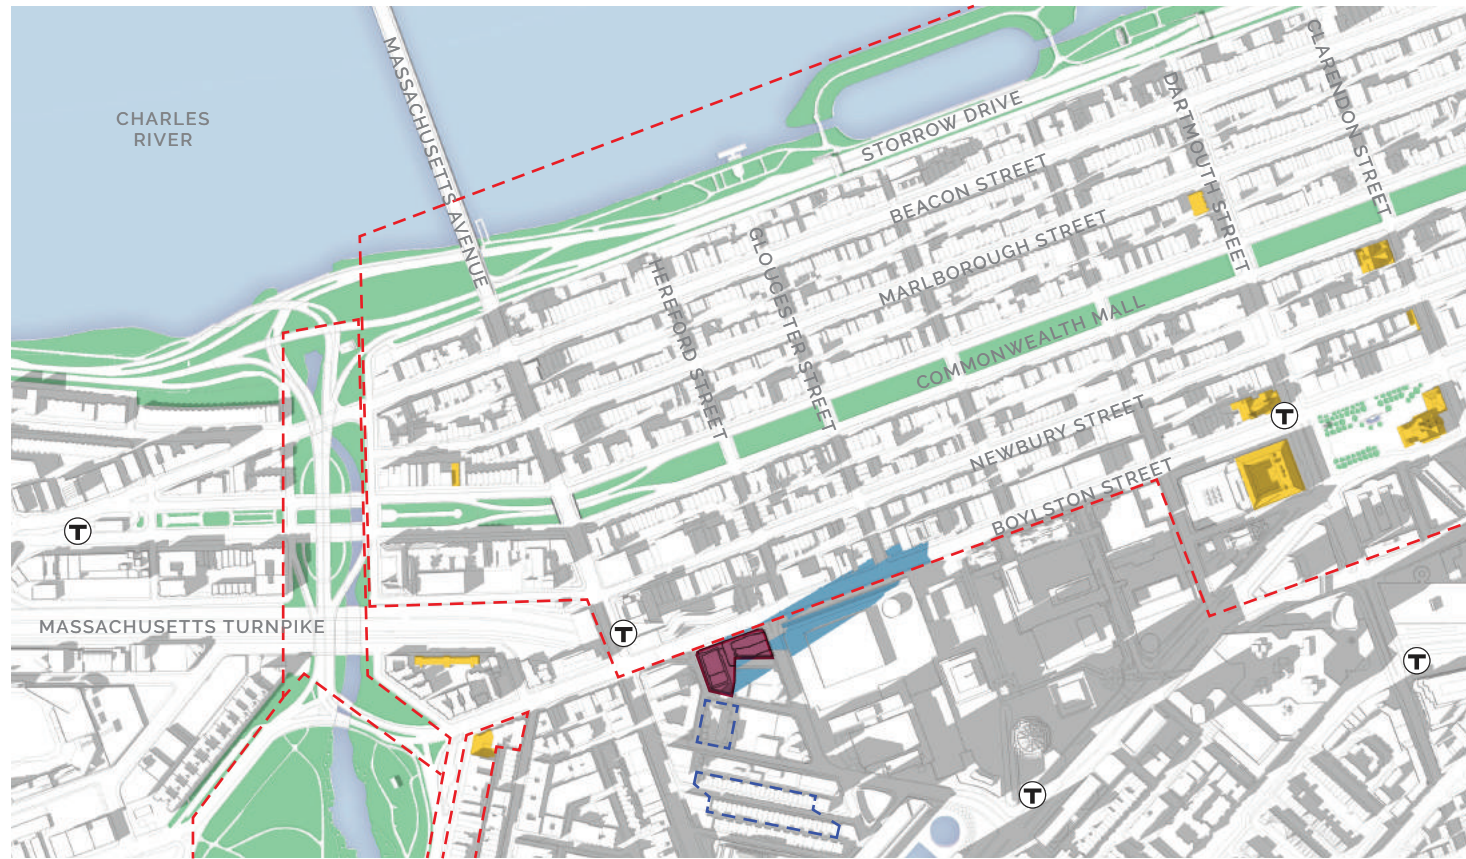 CHARLES
RIVER
MASSACHUSETTS AVENUE
STORROW DRIVE
BEACON STREET
MARLBOROUGH STREET
COMMONWEALTH MALL
NEWBURY STREET
BOYLSTON STREET
HEREFORD STREET
GLOUCESTER STREET
DARTMOUTH STREET
CLARENDON STREET
T
T
MASSACHUSETTS TURNPIKE
T
T
T